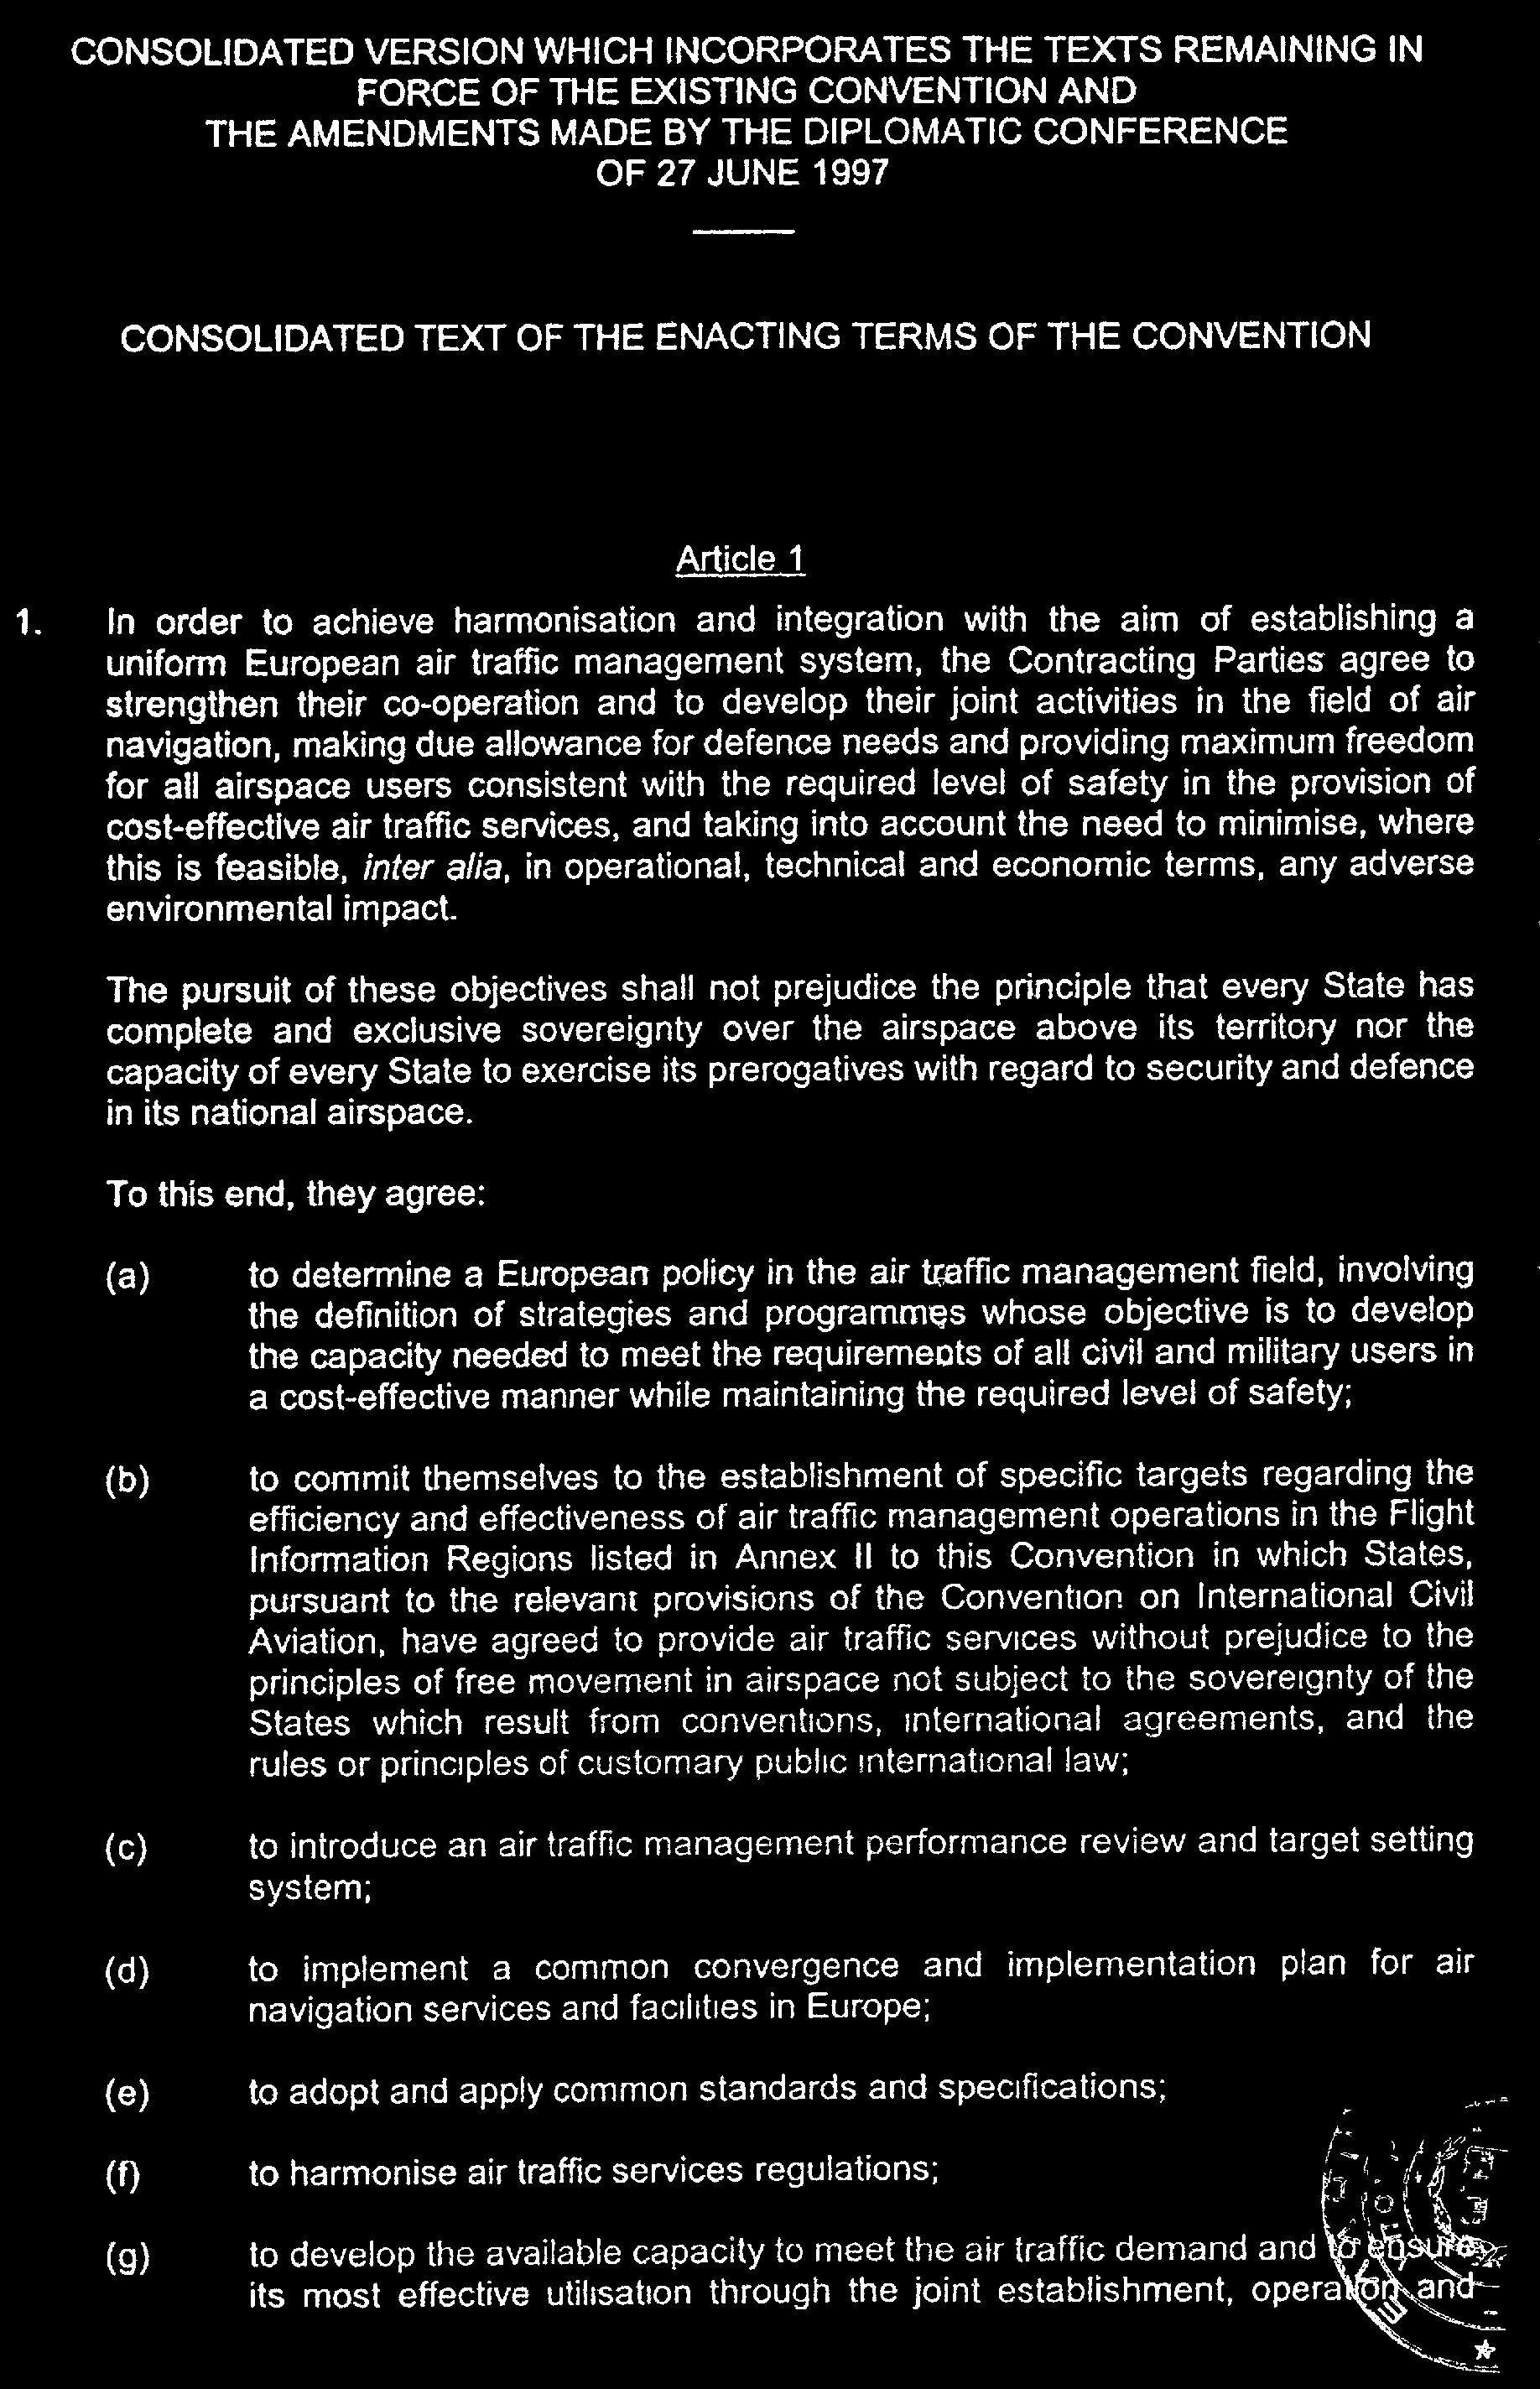 CONSOLIDATED VERSION WHICH INCORPORATES THE TEXTS REMAINING IN
FORCE OF THE EXISTING CONVENTION AND
THE AMENDMENTS MADE BY THE DIPLOMATIC CONFERENCE
OF 27 JUNE 1997
CONSOLIDATED TEXT OF THE ENACTING TERMS OF THE CONVENTION
Article 1
1. In order to achieve harmonisation and integration with the aim of establishing a
uniform European air traffic management system, the Contracting Parties agree to
strengthen their co-operation and to develop their joint activities in the field of air
navigation, making due allowance for defence needs and providing maximum freedom
for all airspace users consistent with the required level of safety in the provision of
cost-effective air traffic services, and taking into account the need to minimise, where
this is feasible, inter alia, in operational, technical and economic terms, any adverse
environmental impact.
The pursuit of these objectives shall not prejudice the principle that every State has
complete and exclusive sovereignty over the airspace above its territory nor the
capacity of every State to exercise its prerogatives with regard to security and defence
in its national airspace.
To this end, they agree:
(a) to determine a European policy in the air traffic management field, involving
the definition of strategies and programmes whose objective is to develop
the capacity needed to meet the requirements of all civil and military users in
a cost-effective manner while maintaining the required level of safety;
(b) to commit themselves to the establishment of specific targets regarding the
efficiency and effectiveness of air traffic management operations in the Flight
Information Regions listed in Annex II to this Convention in which States,
pursuant to the relevant provisions of the Convention on International Civil
Aviation, have agreed to provide air traffic services without prejudice to the
principles of free movement in airspace not subject to the sovereignty of the
States which result from conventions, international agreements, and the
rules or principles of customary public international law;
(c) to introduce an air traffic management performance review and target setting
system;
(d) to implement a common convergence and implementation plan for air
navigation services and facilities in Europe;
(e) to adopt and apply common standards and specifications;
(f) to harmonise air traffic services regulations;
(g) to develop the available capacity to meet the air traffic demand and to ensure
its most effective utilisation through the joint establishment, operation and